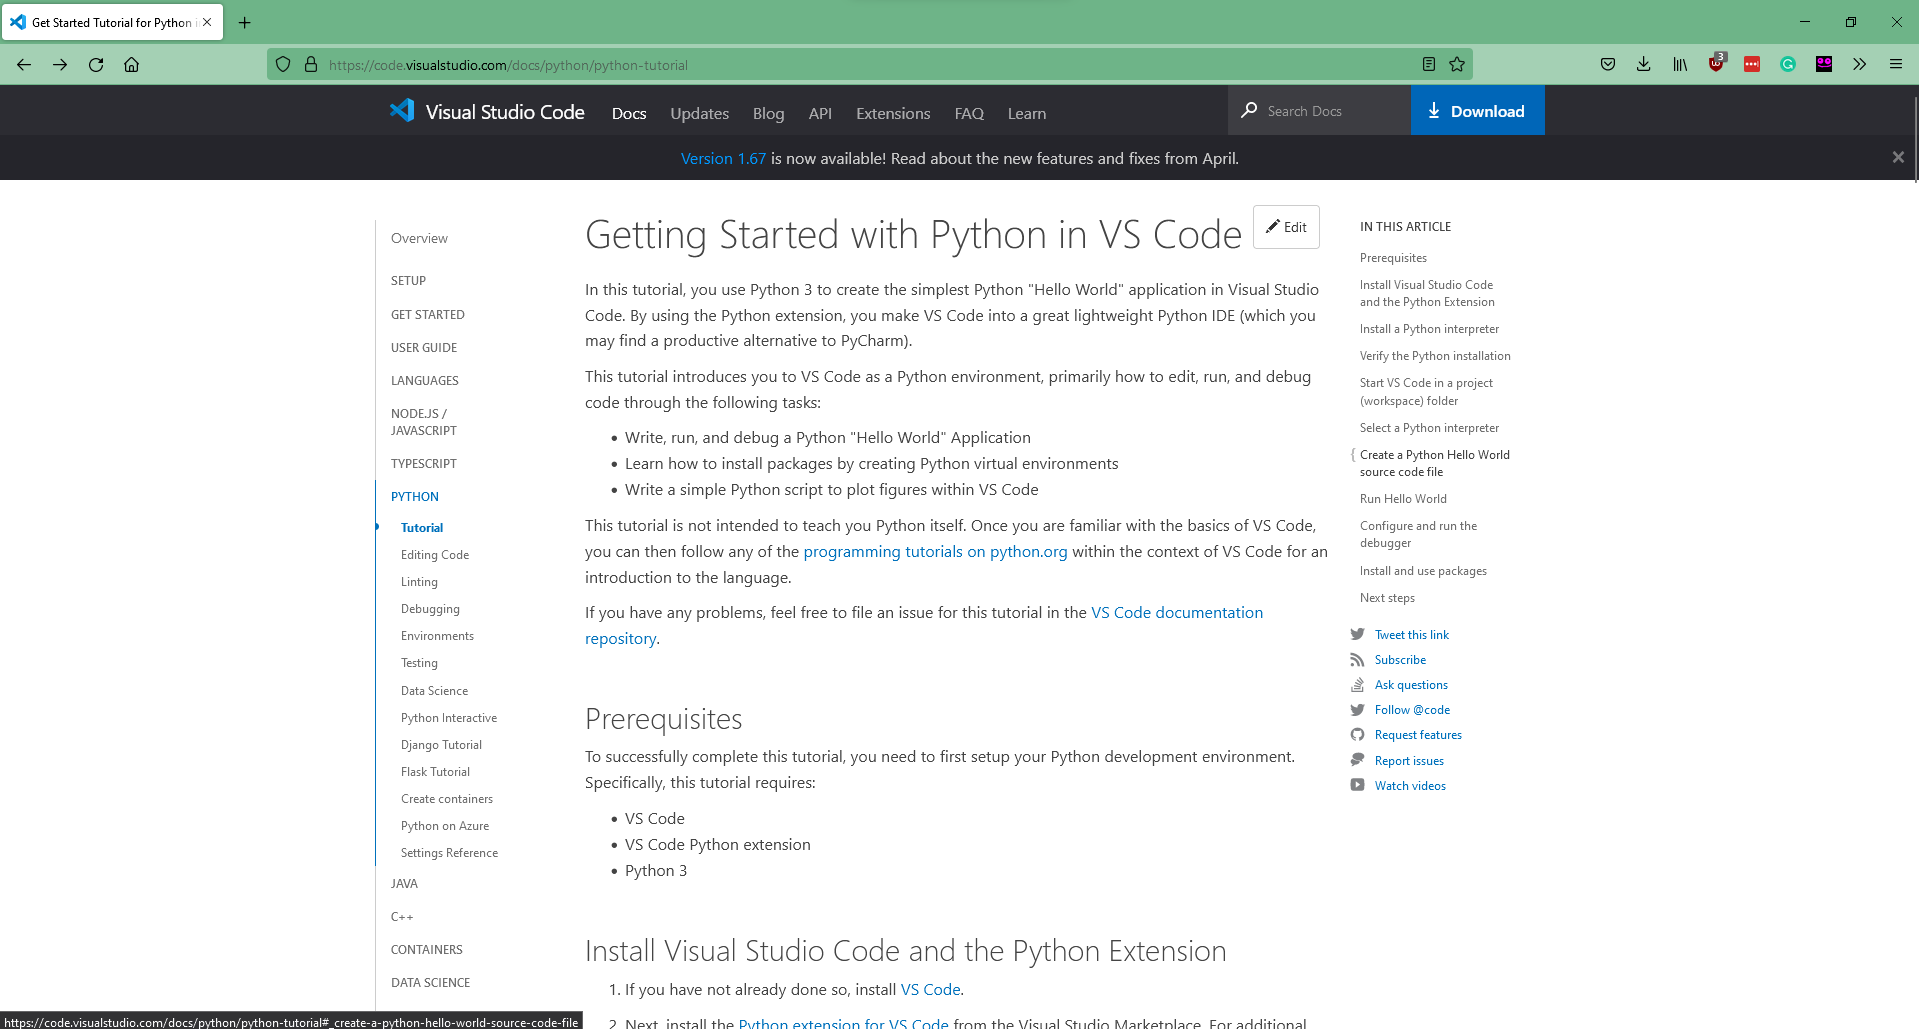 Get Started Tutorial for Python i
https://code.visualstudio.com/docs/python/python-tutorial
3
Visual Studio Code
Docs
Updates
Blog
API
Extensions
FAQ
Learn
Search Docs
Download
Version 1.67 is now available! Read about the new features and fixes from April.
Overview
SETUP
GET STARTED
USER GUIDE
LANGUAGES
NODE.JS /
JAVASCRIPT
TYPESCRIPT
PYTHON
Tutorial
Editing Code
Linting
Debugging
Environments
Testing
Data Science
Python Interactive
Django Tutorial
Flask Tutorial
Create containers
Python on Azure
Settings Reference
JAVA
C++
CONTAINERS
DATA SCIENCE
Getting Started with Python in VS Code
Edit
In this tutorial, you use Python 3 to create the simplest Python "Hello World" application in Visual Studio
Code. By using the Python extension, you make VS Code into a great lightweight Python IDE (which you
may find a productive alternative to PyCharm).
This tutorial introduces you to VS Code as a Python environment, primarily how to edit, run, and debug
code through the following tasks:
• Write, run, and debug a Python "Hello World" Application
• Learn how to install packages by creating Python virtual environments
• Write a simple Python script to plot figures within VS Code
This tutorial is not intended to teach you Python itself. Once you are familiar with the basics of VS Code,
you can then follow any of the programming tutorials on python.org within the context of VS Code for an
introduction to the language.
If you have any problems, feel free to file an issue for this tutorial in the VS Code documentation
repository.
Prerequisites
To successfully complete this tutorial, you need to first setup your Python development environment.
Specifically, this tutorial requires:
• VS Code
• VS Code Python extension
• Python 3
Install Visual Studio Code and the Python Extension
1. If you have not already done so, install VS Code.
2. Next, install the Python extension for VS Code from the Visual Studio Marketplace. For additional
IN THIS ARTICLE
Prerequisites
Install Visual Studio Code
and the Python Extension
Install a Python interpreter
Verify the Python installation
Start VS Code in a project
(workspace) folder
Select a Python interpreter
{ Create a Python Hello World
source code file
Run Hello World
Configure and run the
debugger
Install and use packages
Next steps
Tweet this link
Subscribe
Ask questions
Follow @code
Request features
Report issues
Watch videos
https://code.visualstudio.com/docs/python/python-tutorial#_create-a-python-hello-world-source-code-file